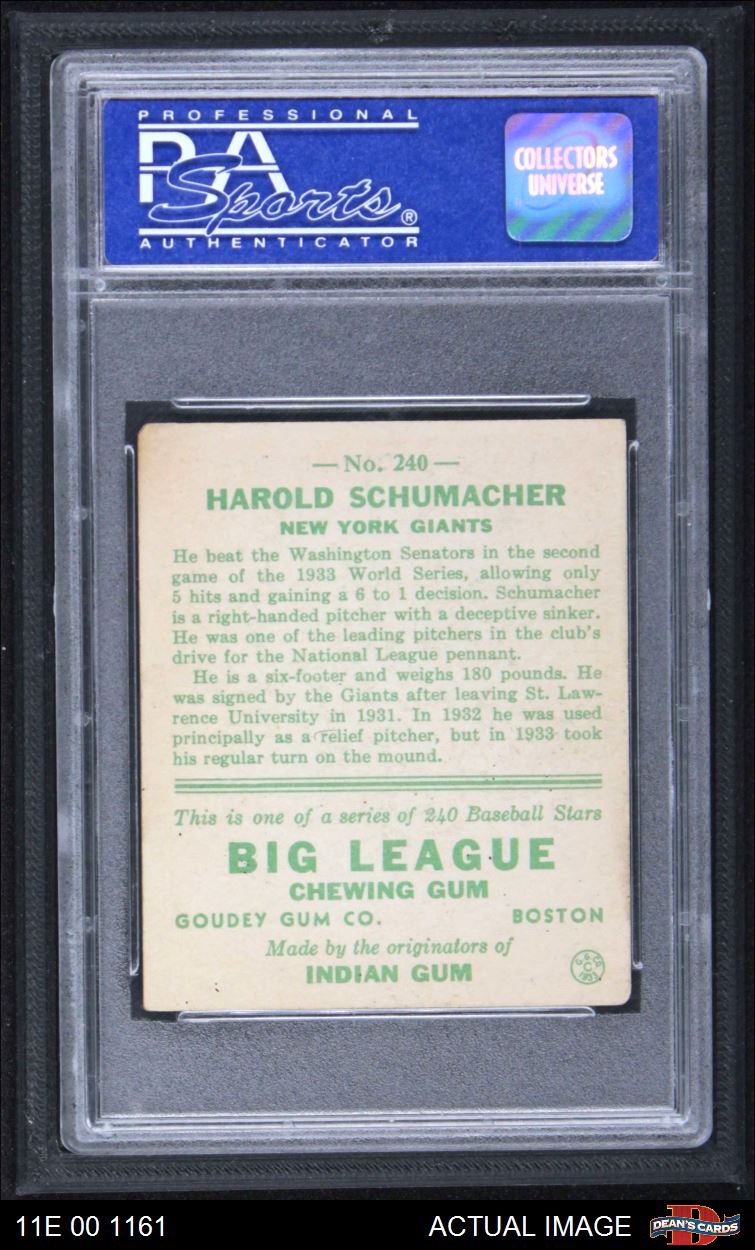 PROFESSIONAL
PSA
Sports®
AUTHENTICATOR
COLLECTORS
UNIVERSE
— No. 240 —
HAROLD SCHUMACHER
NEW YORK GIANTS
He beat the Washington Senators in the second
game of the 1933 World Series, allowing only
5 hits and gaining a 6 to 1 decision. Schumacher
is a right-handed pitcher with a deceptive sinker.
He was one of the leading pitchers in the club's
drive for the National League pennant.
He is a six-footer and weighs 180 pounds. He
was signed by the Giants after leaving St. Law-
rence University in 1931. In 1932 he was used
principally as a relief pitcher, but in 1933 took
his regular turn on the mound.
This is one of a series of 240 Baseball Stars
BIG LEAGUE
CHEWING GUM
GOUDEY GUM CO. BOSTON
Made by the originators of
INDIAN GUM
G. G. CO.
C
1933
11E 00 1161 ACTUAL IMAGE
D
DEAN'S CARDS